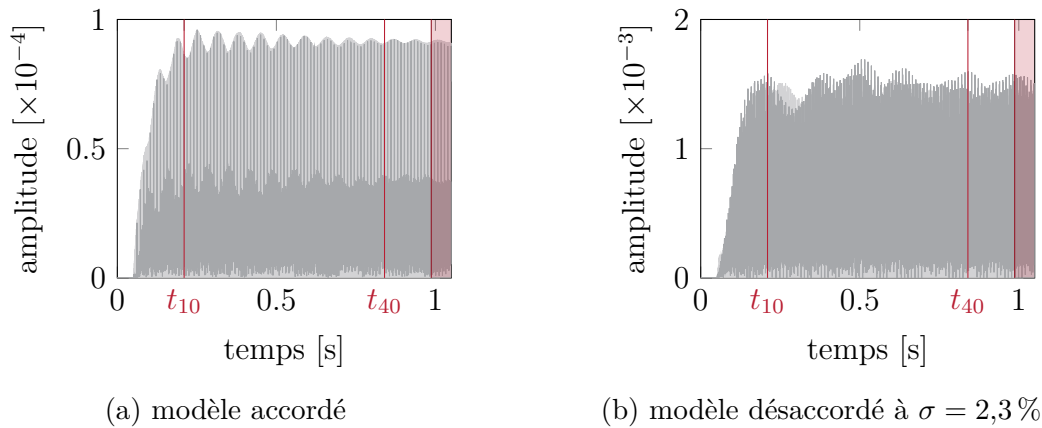 amplitude [×10⁻⁴]
1
0.5
0
0 t₁₀ 0.5 t₄₀ 1
temps [s]
(a) modèle accordé
amplitude [×10⁻³]
2
1
0
0 t₁₀ 0.5 t₄₀ 1
temps [s]
(b) modèle désaccordé à σ = 2,3 %